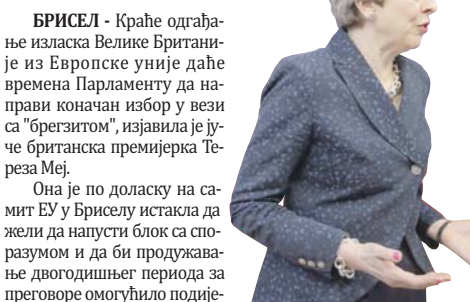 БРИСЕЛ - Краће одгађа-
ње изласка Велике Британи-
је из Европске уније даће
времена Парламенту да на-
прави коначан избор у вези
са "брегзитом", изјавила је ју-
че британска премијерка Те-
реза Меј.
Она је по доласку на са-
мит ЕУ у Бриселу истакла да
жели да напусти блок са спо-
разумом и да би продужава-
ње двогодишњег периода за
преговоре омогућило подије-